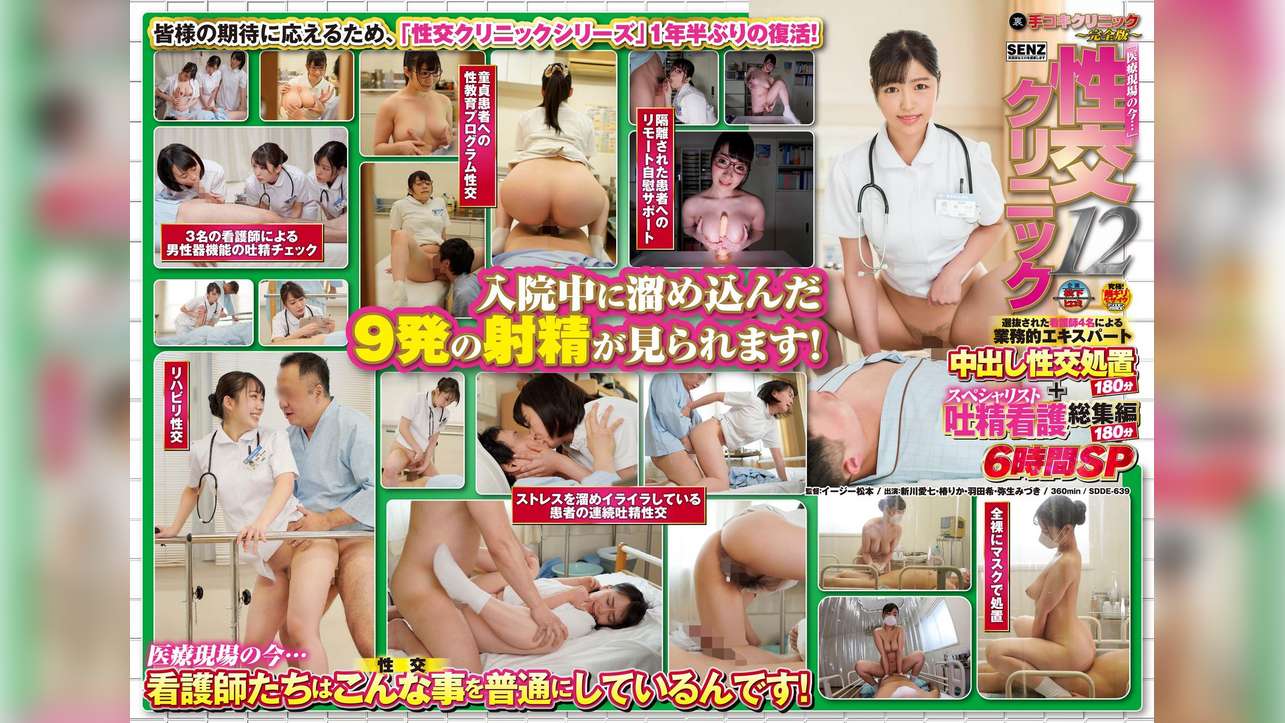 皆様の期待に応えるため、「性交クリニックシリーズ」1年半ぶりの復活!
童貞患者への
性教育プログラム性交
隔離された患者への
リモート自慰サポート
3名の看護師による
男性器機能の吐精チェック
入院中に溜め込んだ
9発の射精が見られます!
リハビリ性交
ストレスを溜めイライラしている
患者の連続吐精性交
全裸にマスクで処置
医療現場の今…
性交
看護師たちはこんな事を普通にしているんです!
裏 手コキクリニック
~完全版~
SENZ
「医療現場の今…」
性交
クリニック
12
選抜された看護師4名による
業務的エキスパート
中出し性交処置
180分
+
スペシャリスト
吐精看護総集編
180分
6時間SP
監督:イージー松本 / 出演:新川愛七・椿りか・羽田希・弥生みづき / 360min / SDDE-639